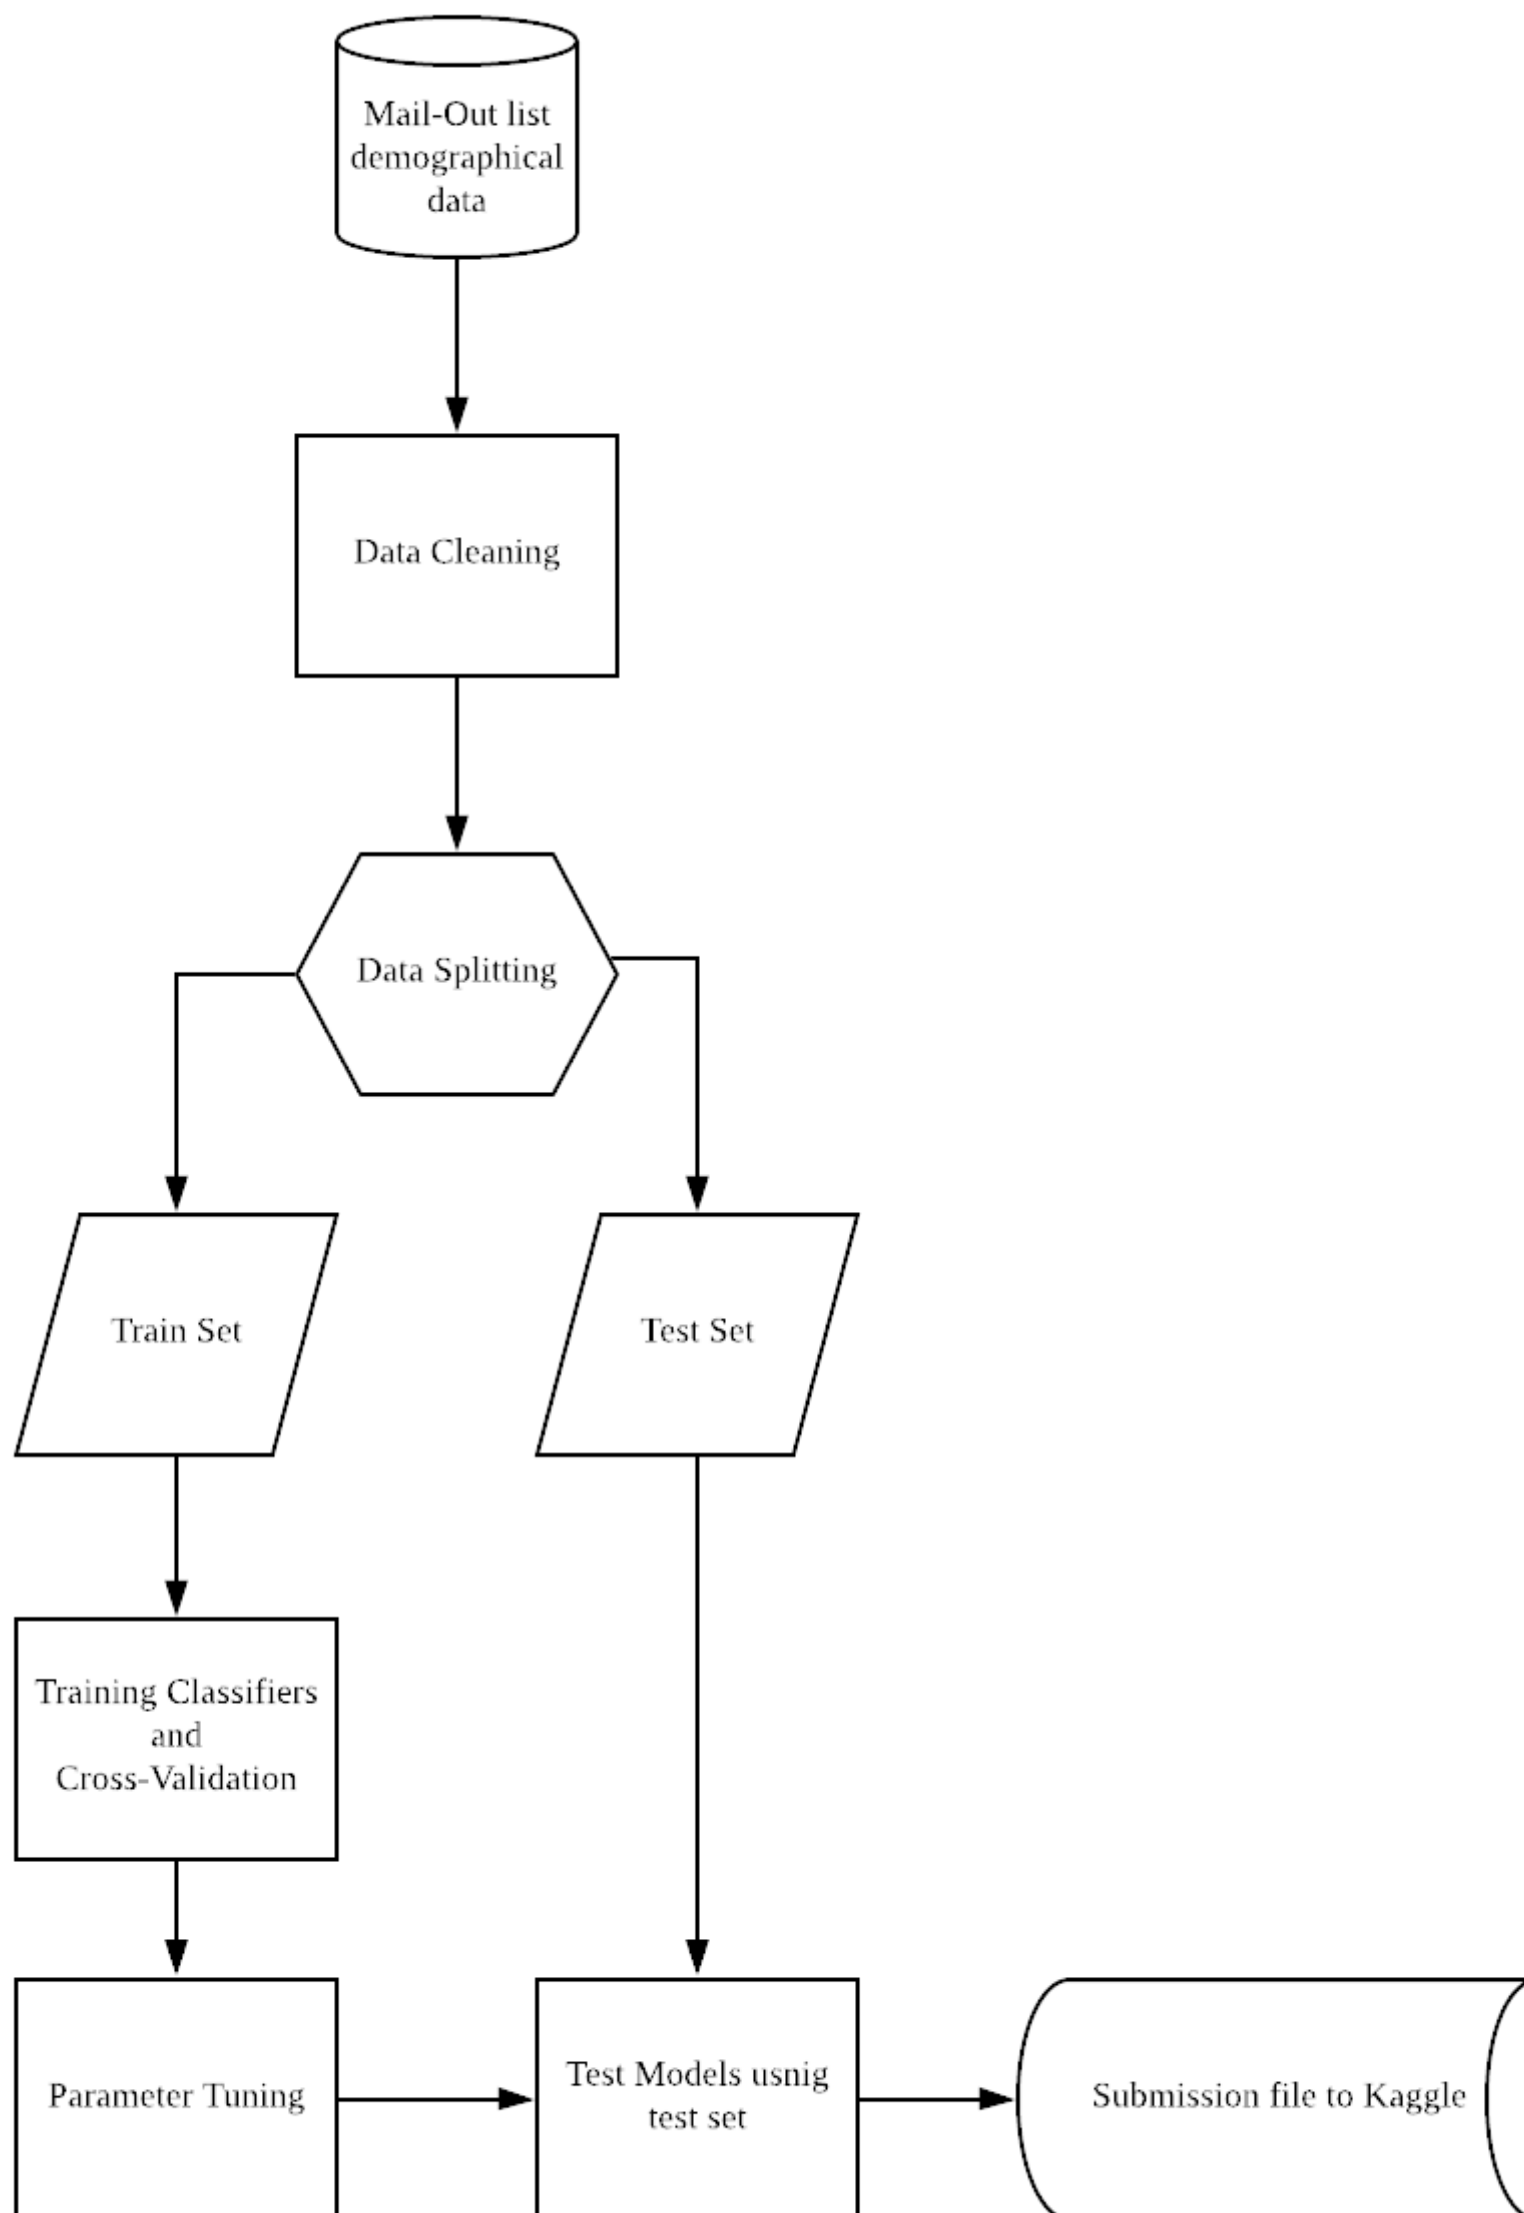 Mail-Out list
demographical
data
Data Cleaning
Data Splitting
Train Set
Test Set
Training Classifiers
and
Cross-Validation
Parameter Tuning
Test Models usnig
test set
Submission file to Kaggle